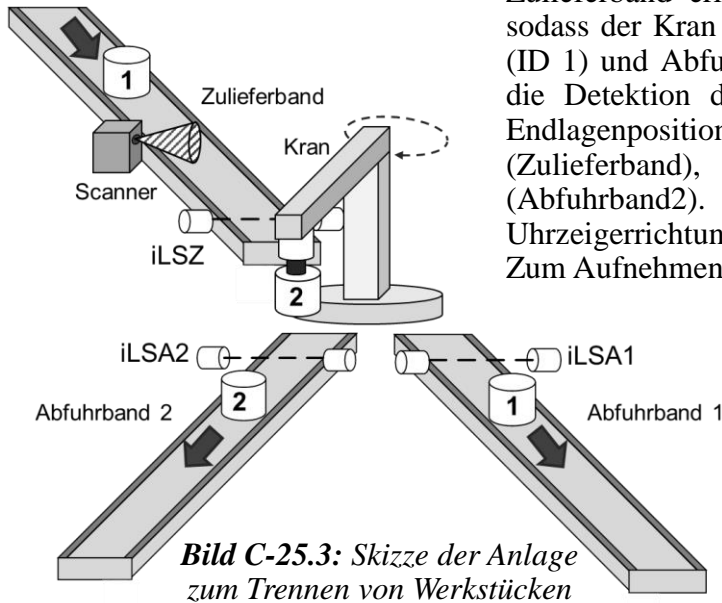 Zulieferband
sodass der Kran
(ID 1) und Abfu
die Detektion d
Endlagenposition
(Zulieferband),
(Abfuhrband2).
Uhrzeigerrichtun
Zum Aufnehmen
1
Zulieferband
Kran
Scanner
iLSZ
2
iLSA2
iLSA1
2
1
Abfuhrband 2
Abfuhrband 1
Bild C-25.3: Skizze der Anlage
zum Trennen von Werkstücken